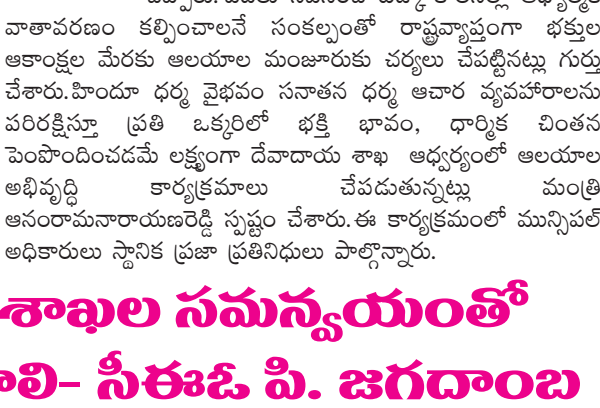 వాతావరణం కల్పించాలనే సంకల్పంతో రాష్ట్రవ్యాప్తంగా భక్తుల
ఆకాంక్షల మేరకు ఆలయాల మంజూరుకు చర్యలు చేపట్టినట్లు గుర్తు
చేశారు.హిందూ ధర్మ వైభవం సనాతన ధర్మ ఆచార వ్యవహారాలను
పరిరక్షిస్తూ ప్రతి ఒక్కరిలో భక్తి భావం, ధార్మిక చింతన
పెంపొందించడమే లక్ష్యంగా దేవాదాయ శాఖ ఆధ్వర్యంలో ఆలయాల
అభివృద్ధి కార్యక్రమాలు చేపడుతున్నట్లు మంత్రి
ఆనంరామనారాయణరెడ్డి స్పష్టం చేశారు.ఈ కార్యక్రమంలో మున్సిపల్
అధికారులు స్థానిక ప్రజా ప్రతినిధులు పాల్గొన్నారు.
శాఖల సమన్వయంతో
లి- సీఈఓ పి. జగదాంబ